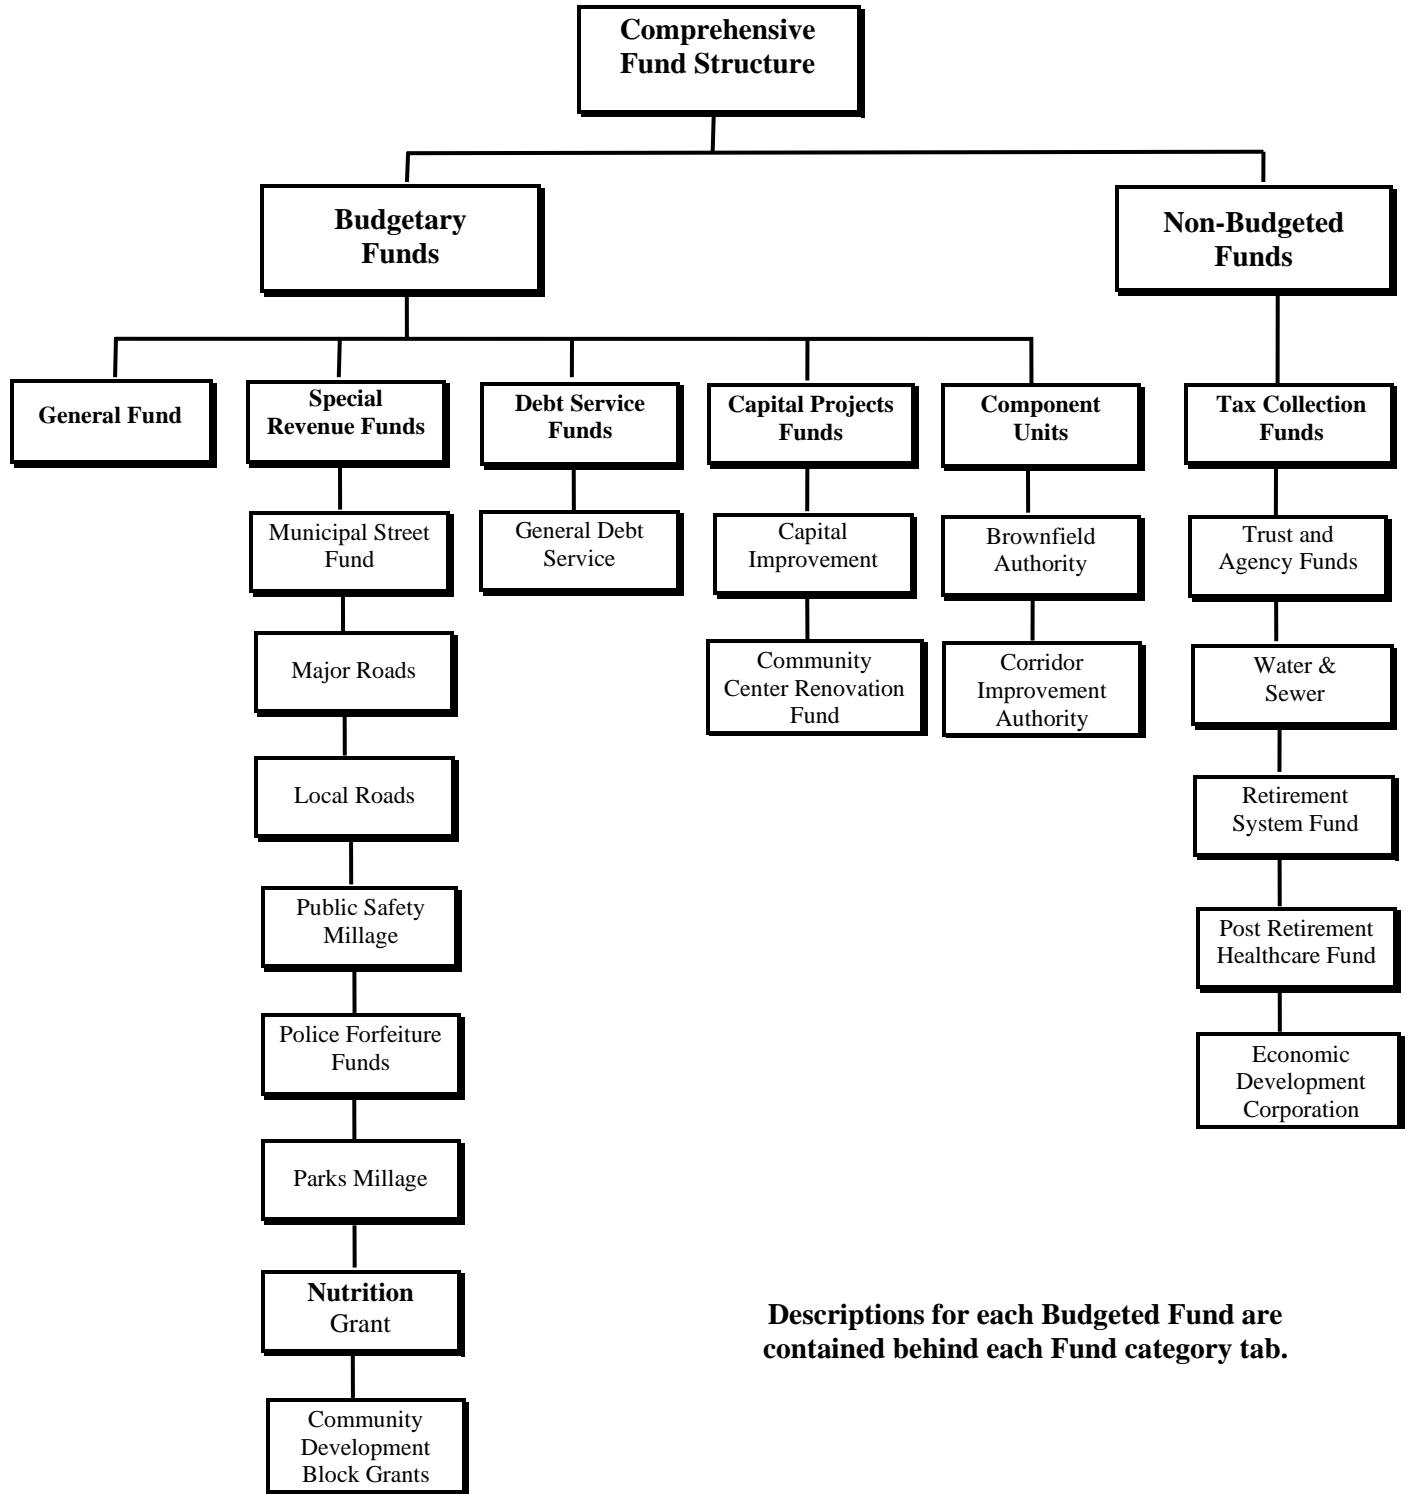 Comprehensive
Fund Structure
Budgetary
Funds
Non-Budgeted
Funds
General Fund
Special
Revenue Funds
Debt Service
Funds
Capital Projects
Funds
Component
Units
Tax Collection
Funds
Municipal Street
Fund
General Debt
Service
Capital
Improvement
Brownfield
Authority
Trust and
Agency Funds
Major Roads
Community
Center Renovation
Fund
Corridor
Improvement
Authority
Water &
Sewer
Local Roads
Retirement
System Fund
Public Safety
Millage
Post Retirement
Healthcare Fund
Police Forfeiture
Funds
Economic
Development
Corporation
Parks Millage
Nutrition
Grant
Descriptions for each Budgeted Fund are
contained behind each Fund category tab.
Community
Development
Block Grants